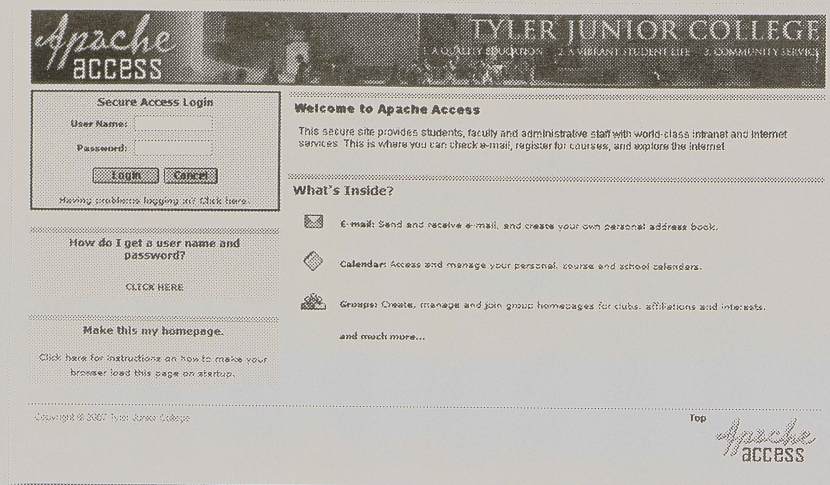 Apache
access
TYLER JUNIOR COLLEGE
1. A QUALITY EDUCATION 2. A VIBRANT STUDENT LIFE 3. COMMUNITY SERVICE
Secure Access Login
User Name:
Password:
Login Cancel
Having problems logging in? Click here.
How do I get a user name and
password?
CLICK HERE
Make this my homepage.
Click here for instructions on how to make your
browser load this page on startup.
Welcome to Apache Access
This secure site provides students, faculty and administrative staff with world-class intranet and Internet
services. This is where you can check e-mail, register for courses, and explore the internet
What's Inside?
E-mail: Send and receive e-mail, and create your own personal address book.
Calendar: Access and manage your personal, course and school calendars.
Groups: Create, manage and join group homepages for clubs, affiliations and interests.
and much more...
Copyright © 2007 Tyler Junior College
Top
Apache
access